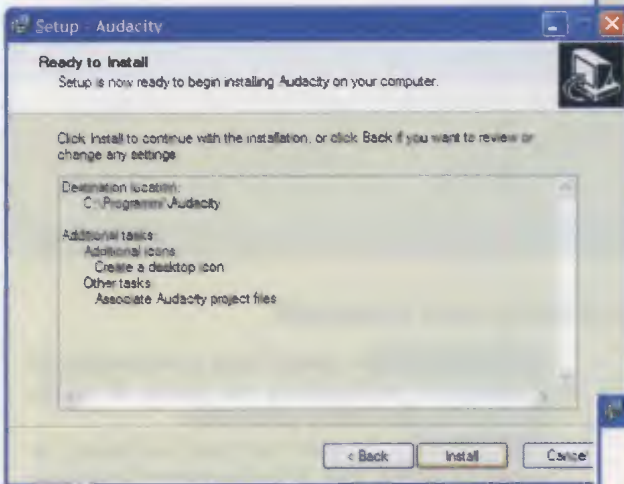 Setup - Audacity
Ready to Install
Setup is now ready to begin installing Audacity on your computer.
Click Install to continue with the installation, or click Back if you want to review or
change any settings
Destination location:
C:\Programmi\Audacity
Additional tasks:
Additional icons
Create a desktop icon
Other tasks
Associate Audacity project files
< Back
Install
Cancel